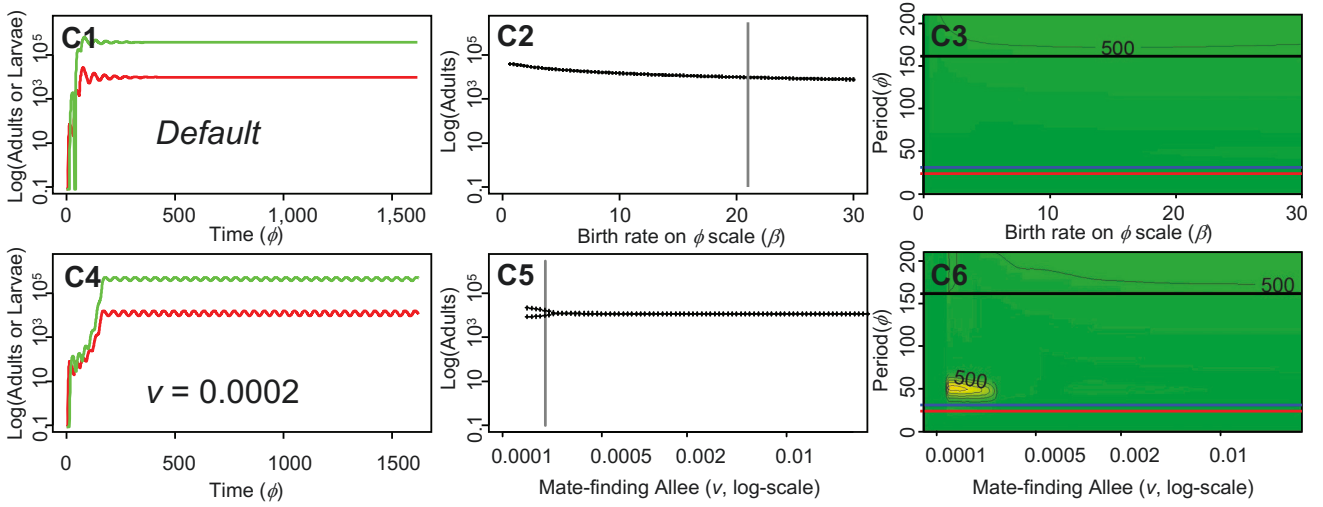 C1
Log(Adults or Larvae)
0.1 10 10³ 10⁵
Default
0 500 1,000 1,500
Time (ϕ)
C2
Log(Adults)
0.1 10 10³ 10⁵
0 10 20 30
Birth rate on ϕ scale (β)
C3
Period(ϕ)
0 50 100 150 200
500
0 10 20 30
Birth rate on ϕ scale (β)
C4
Log(Adults or Larvae)
0.1 10 10³ 10⁵
v = 0.0002
0 500 1000 1500
Time (ϕ)
C5
Log(Adults)
0.1 10 10³ 10⁵
0.0001 0.0005 0.002 0.01
Mate-finding Allee (v, log-scale)
C6
Period(ϕ)
0 50 100 150 200
500
500
0.0001 0.0005 0.002 0.01
Mate-finding Allee (v, log-scale)